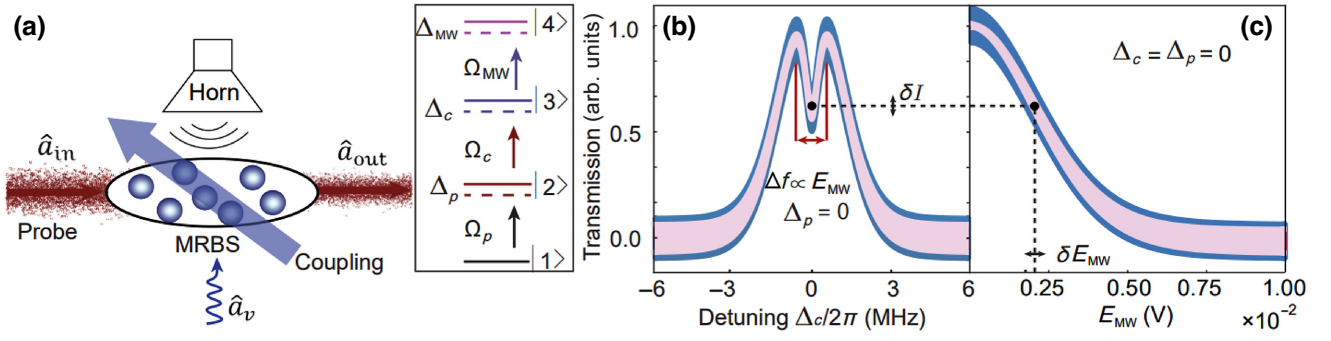 (a)
Horn
â_in
â_out
Probe
MRBS
Coupling
â_v
Δ_MW
|4⟩
Ω_MW
Δ_c
|3⟩
Ω_c
Δ_p
|2⟩
Ω_p
|1⟩
Transmission (arb. units)
1.0
0.5
0.0
(b)
δI
Δf ∝ E_MW
Δ_p = 0
−6
−3
0
3
6
Detuning Δ_c/2π (MHz)
(c)
Δ_c = Δ_p = 0
δE_MW
0.25
0.50
0.75
1.00
E_MW (V)
×10⁻²